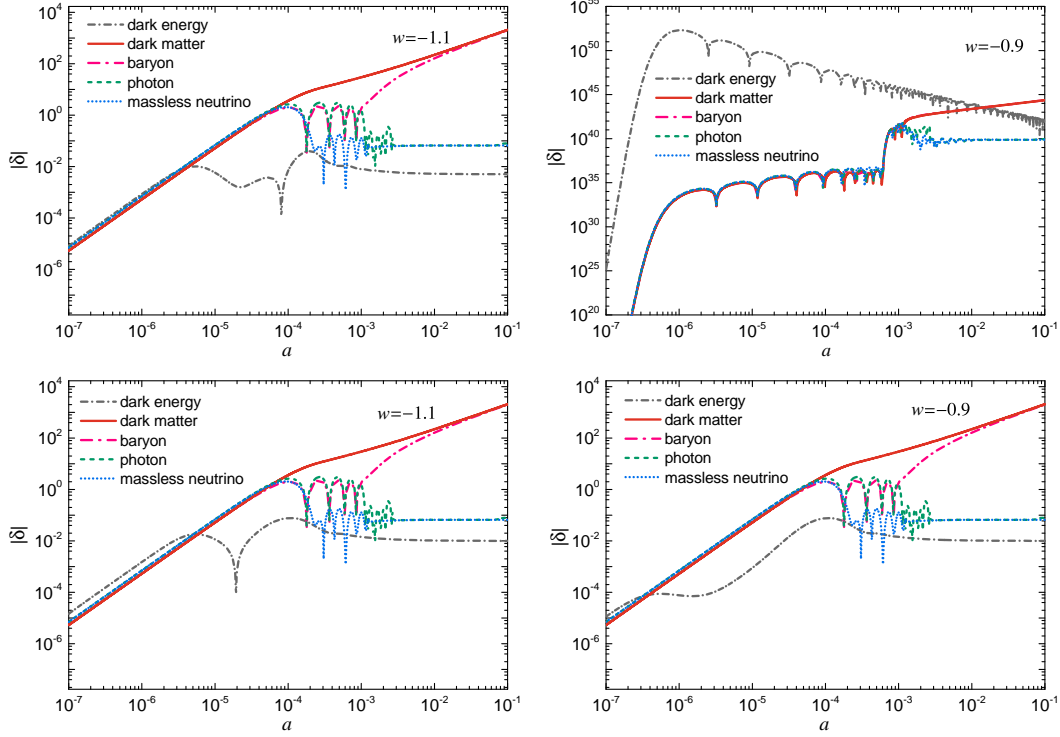 10^4
10^2
10^0
10^-2
10^-4
10^-6
|δ|
dark energy
dark matter
baryon
photon
massless neutrino
w=−1.1
10^-7
10^-6
10^-5
10^-4
10^-3
10^-2
10^-1
a
10^55
10^50
10^45
10^40
10^35
10^30
10^25
10^20
|δ|
w=−0.9
dark energy
dark matter
baryon
photon
massless neutrino
10^-7
10^-6
10^-5
10^-4
10^-3
10^-2
10^-1
a
10^4
10^2
10^0
10^-2
10^-4
10^-6
|δ|
dark energy
dark matter
baryon
photon
massless neutrino
w=−1.1
10^-7
10^-6
10^-5
10^-4
10^-3
10^-2
10^-1
a
10^4
10^2
10^0
10^-2
10^-4
10^-6
|δ|
dark energy
dark matter
baryon
photon
massless neutrino
w=−0.9
10^-7
10^-6
10^-5
10^-4
10^-3
10^-2
10^-1
a